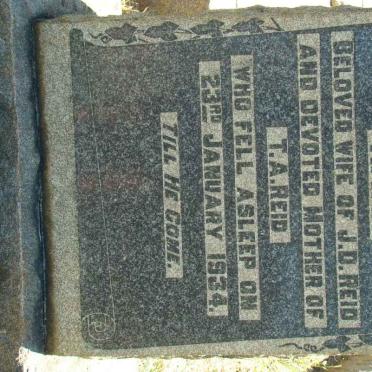 BELOVED WIFE OF J.D. REID
AND DEVOTED MOTHER OF
T.A. REID
WHO FELL ASLEEP ON
23RD JANUARY 1934.
TILL HE COME.